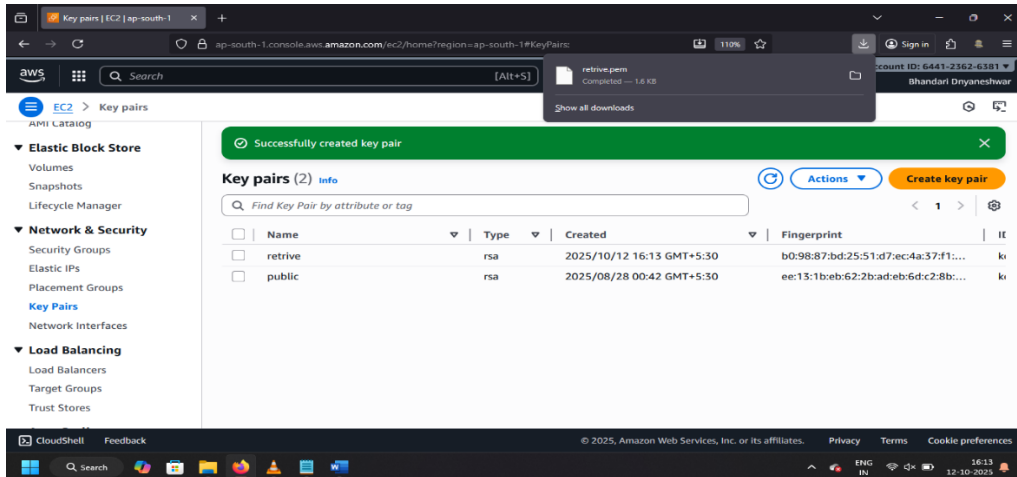 Key pairs | EC2 | ap-south-1
ap-south-1.console.aws.amazon.com/ec2/home?region=ap-south-1#KeyPairs:
110%
Sign in
aws
Search
[Alt+S]
retrive.pem
Completed — 1.6 KB
Show all downloads
count ID: 6441-2362-6381
Bhandari Dnyaneshwar
EC2 > Key pairs
AMI Catalog
Elastic Block Store
Volumes
Snapshots
Lifecycle Manager
Network & Security
Security Groups
Elastic IPs
Placement Groups
Key Pairs
Network Interfaces
Load Balancing
Load Balancers
Target Groups
Trust Stores
Successfully created key pair
Key pairs (2) Info
Actions
Create key pair
Find Key Pair by attribute or tag
1
Name Type Created Fingerprint
retrive rsa 2025/10/12 16:13 GMT+5:30 b0:98:87:bd:25:51:d7:ec:4a:37:f1:...
public rsa 2025/08/28 00:42 GMT+5:30 ee:13:1b:eb:62:2b:ad:eb:6d:c2:8b:...
CloudShell Feedback © 2025, Amazon Web Services, Inc. or its affiliates. Privacy Terms Cookie preferences
Search
ENG
IN
16:13
12-10-2025